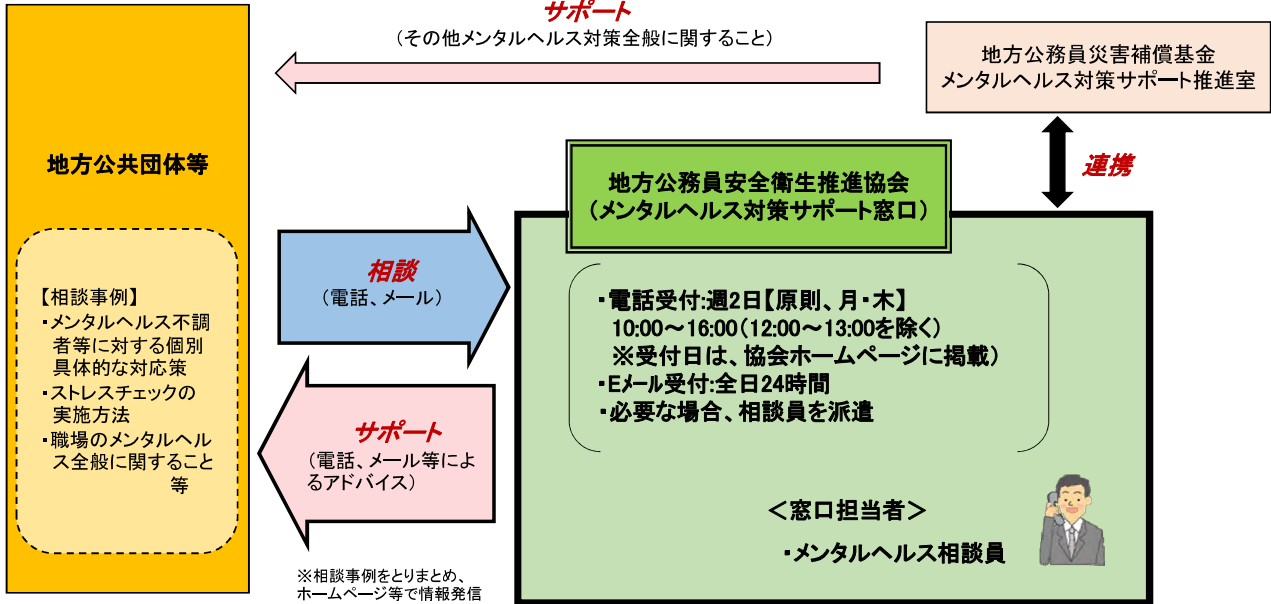 サポート
（その他メンタルヘルス対策全般に関すること）
地方公務員災害補償基金
メンタルヘルス対策サポート推進室
連携
地方公共団体等
【相談事例】
・メンタルヘルス不調
者等に対する個別
具体的な対応策
・ストレスチェックの
実施方法
・職場のメンタルヘル
ス全般に関すること
等
相談
（電話、メール）
サポート
（電話、メール等によ
るアドバイス）
※相談事例をとりまとめ、
ホームページ等で情報発信
地方公務員安全衛生推進協会
（メンタルヘルス対策サポート窓口）
・電話受付:週2日【原則、月・木】
10:00～16:00（12:00～13:00を除く）
※受付日は、協会ホームページに掲載）
・Eメール受付:全日24時間
・必要な場合、相談員を派遣
＜窓口担当者＞
・メンタルヘルス相談員